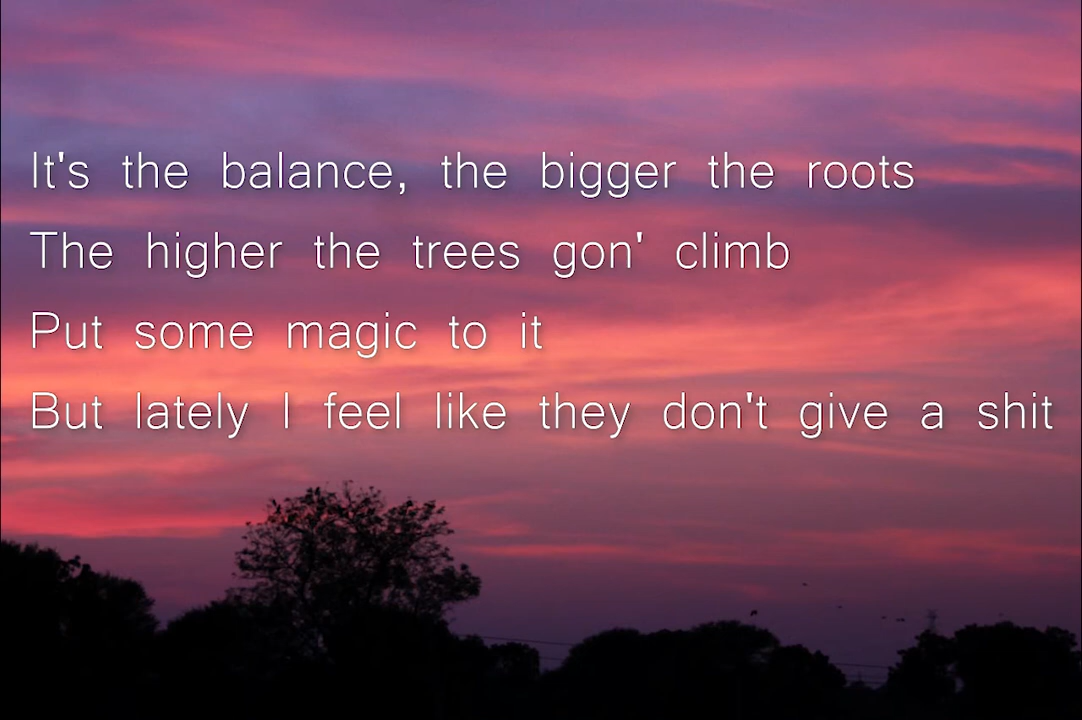 It's the balance, the bigger the roots
The higher the trees gon' climb
Put some magic to it
But lately I feel like they don't give a shit